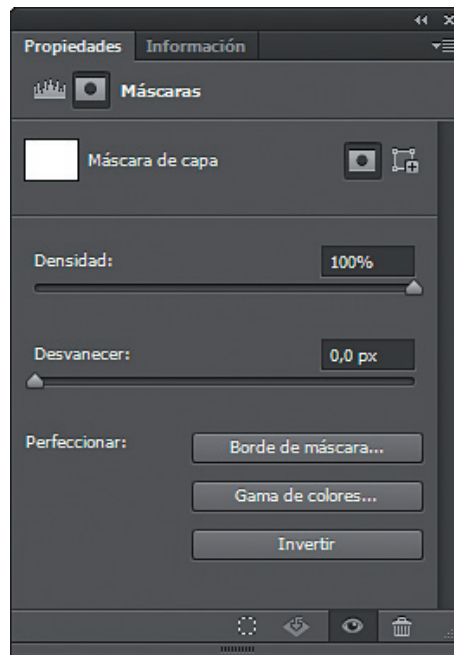 Propiedades Información
Máscaras
Máscara de capa
Densidad: 100%
Desvanecer: 0,0 px
Perfeccionar: Borde de máscara...
Gama de colores...
Invertir